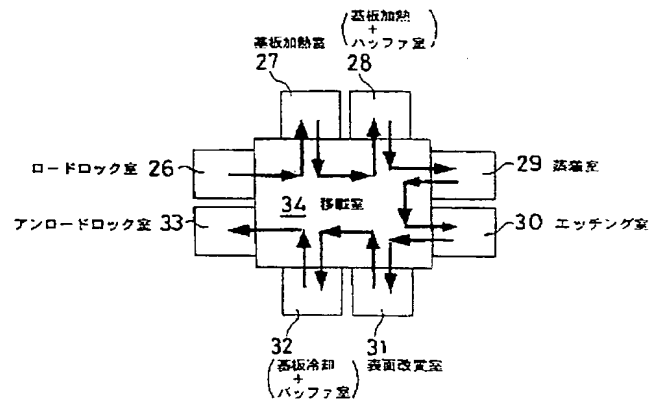 基板加熱室
27
(基板加熱
+
バッファ室)
28
ロードロック室 26
29 蒸着室
34 移載室
アンロードロック室 33
30 エッチング室
32
(基板冷却
+
バッファ室)
31
表面改質室